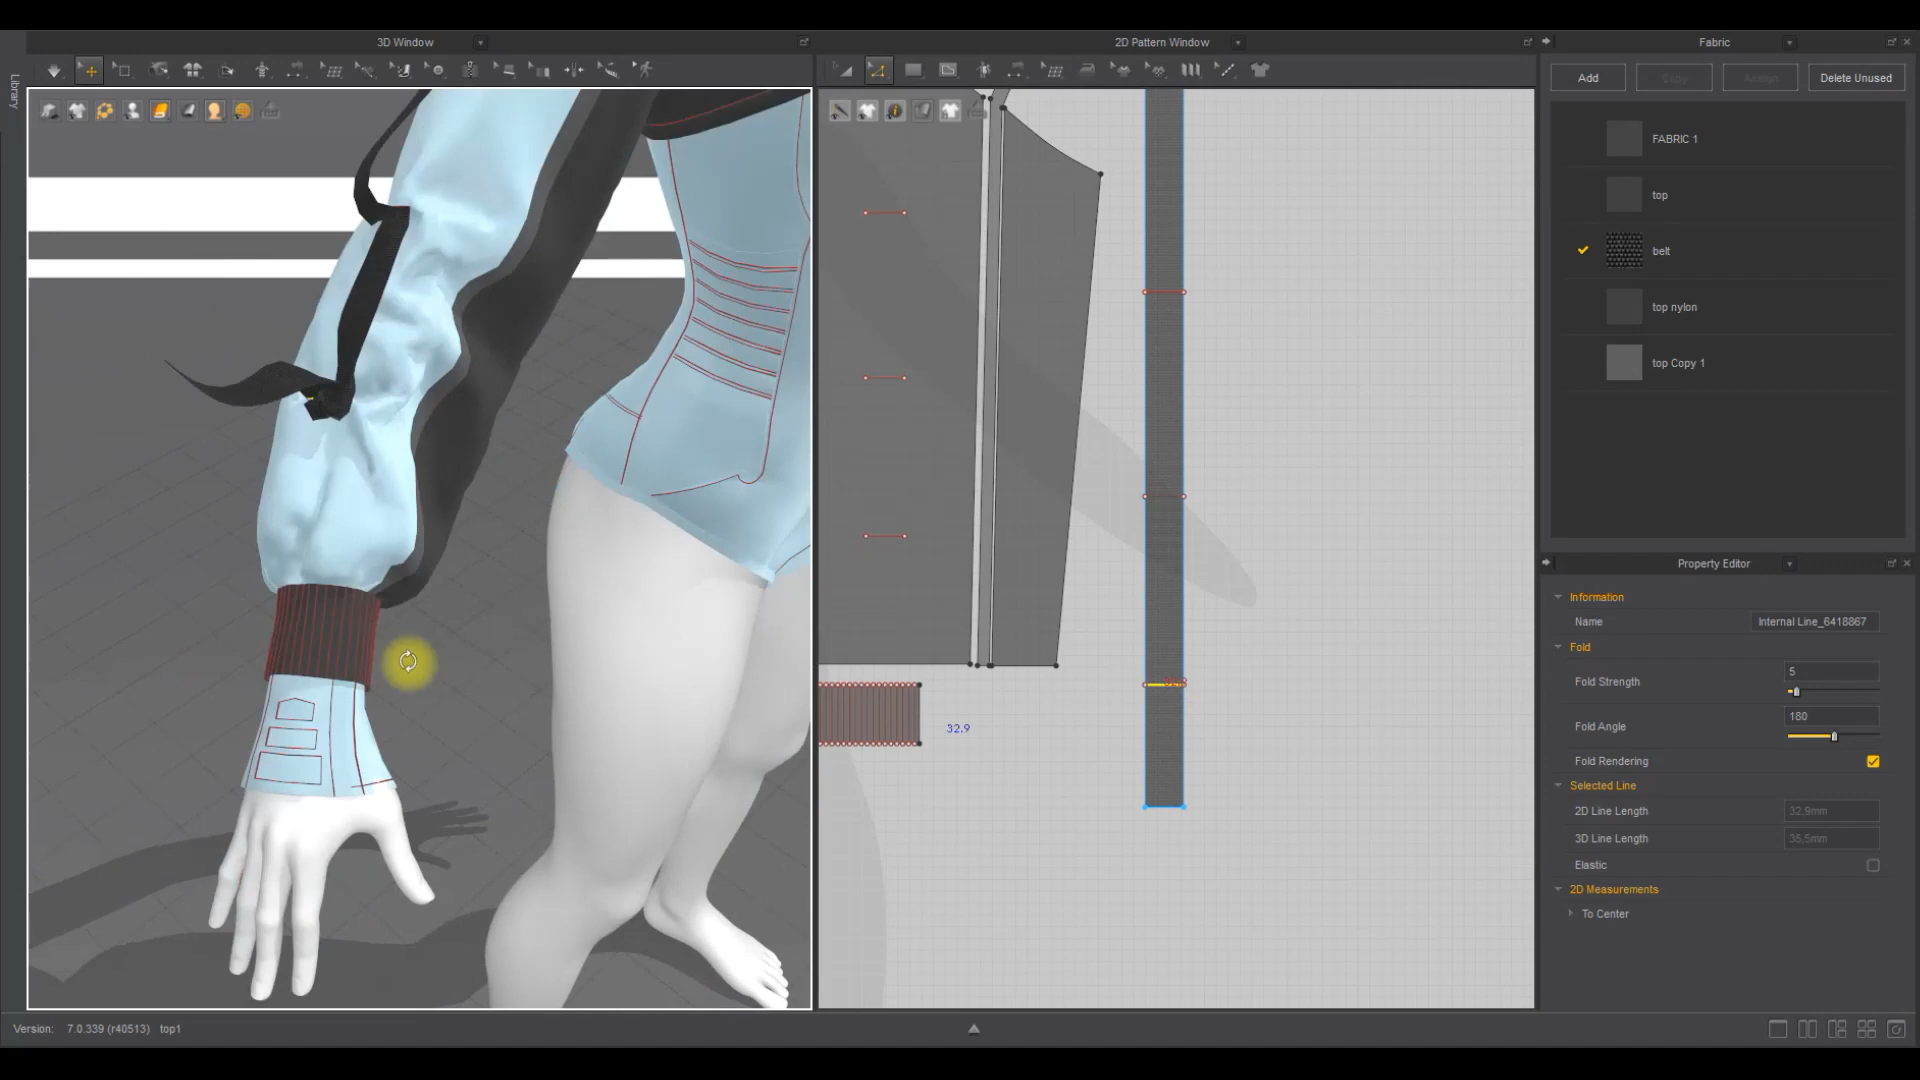 3D Window
2D Pattern Window
Fabric
Library
Add
Copy
Assign
Delete Unused
FABRIC 1
top
belt
top nylon
top Copy 1
Property Editor
Information
Name
Internal Line_6418867
Fold
Fold Strength
5
Fold Angle
180
Fold Rendering
Selected Line
2D Line Length
32,9mm
3D Line Length
35,5mm
Elastic
2D Measurements
To Center
32.9
Version: 7.0.339 (r40513) top1